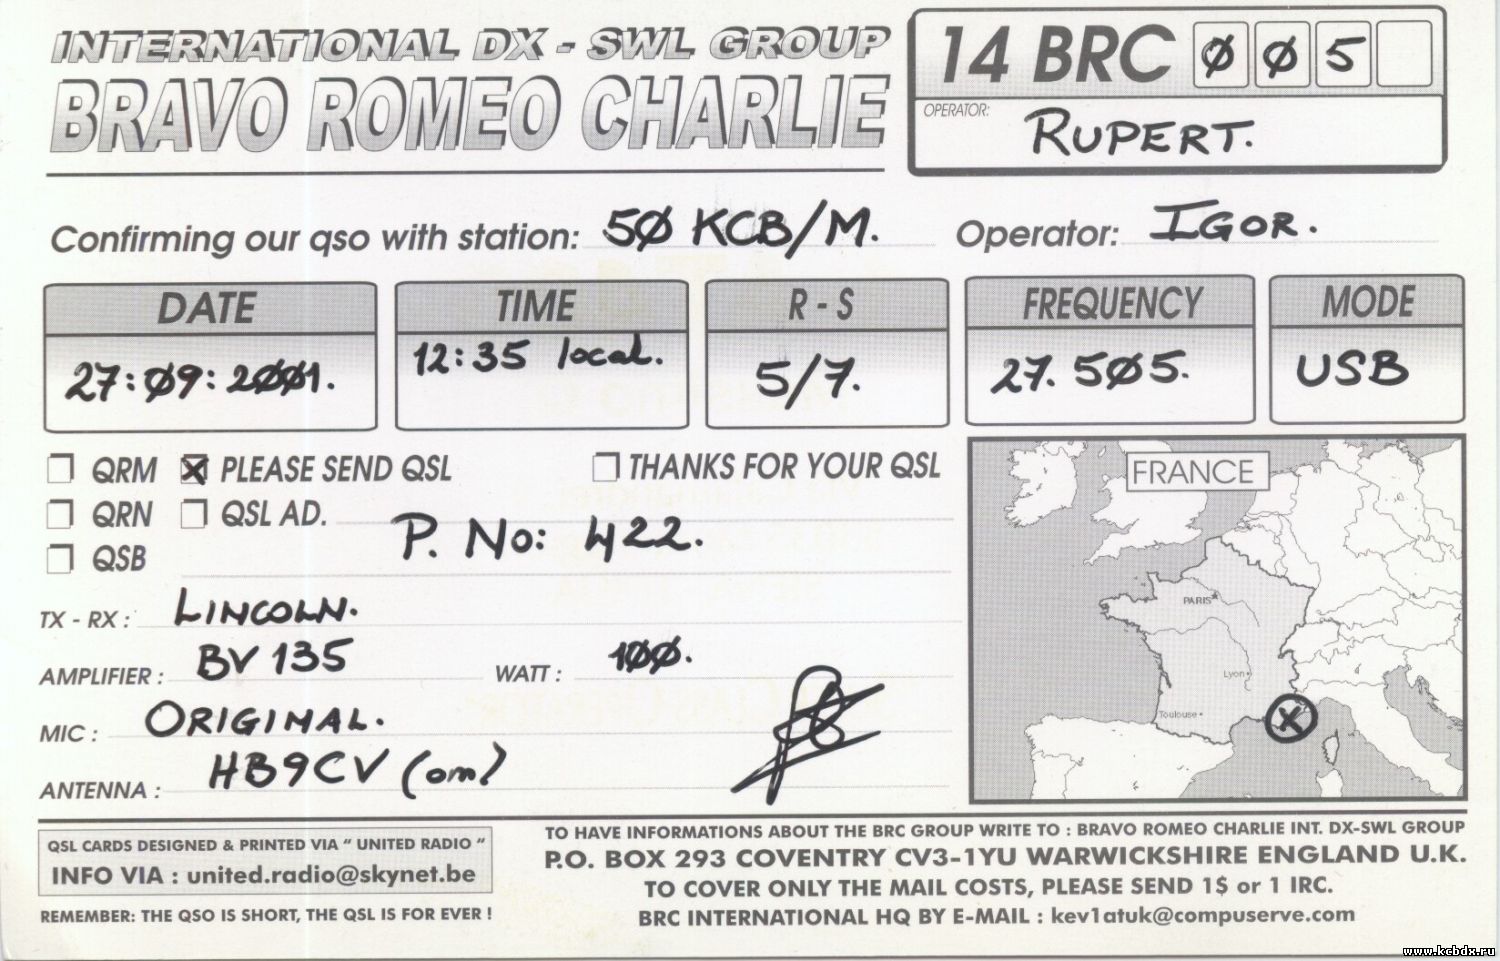 INTERNATIONAL DX - SWL GROUP
BRAVO ROMEO CHARLIE
14 BRC Ø Ø 5
OPERATOR: RUPERT.
Confirming our qso with station: 5Ø KCB/M. Operator: IGOR.
DATE TIME R - S FREQUENCY MODE
27:Ø9:2ØØ1. 12:35 local. 5/7. 27.5Ø5. USB
QRM PLEASE SEND QSL THANKS FOR YOUR QSL
QRN QSL AD.
P. No: 422.
QSB
TX - RX : LINCOLN.
AMPLIFIER : BV 135 WATT : 1ØØ.
MIC : ORIGINAL.
ANTENNA : HB9CV (om)
FRANCE
PARIS
Lyon
Toulouse
X
QSL CARDS DESIGNED & PRINTED VIA " UNITED RADIO "
INFO VIA : united.radio@skynet.be
REMEMBER: THE QSO IS SHORT, THE QSL IS FOR EVER !
TO HAVE INFORMATIONS ABOUT THE BRC GROUP WRITE TO : BRAVO ROMEO CHARLIE INT. DX-SWL GROUP
P.O. BOX 293 COVENTRY CV3-1YU WARWICKSHIRE ENGLAND U.K.
TO COVER ONLY THE MAIL COSTS, PLEASE SEND 1$ or 1 IRC.
BRC INTERNATIONAL HQ BY E-MAIL : kev1atuk@compuserve.com
www.kcbdx.ru